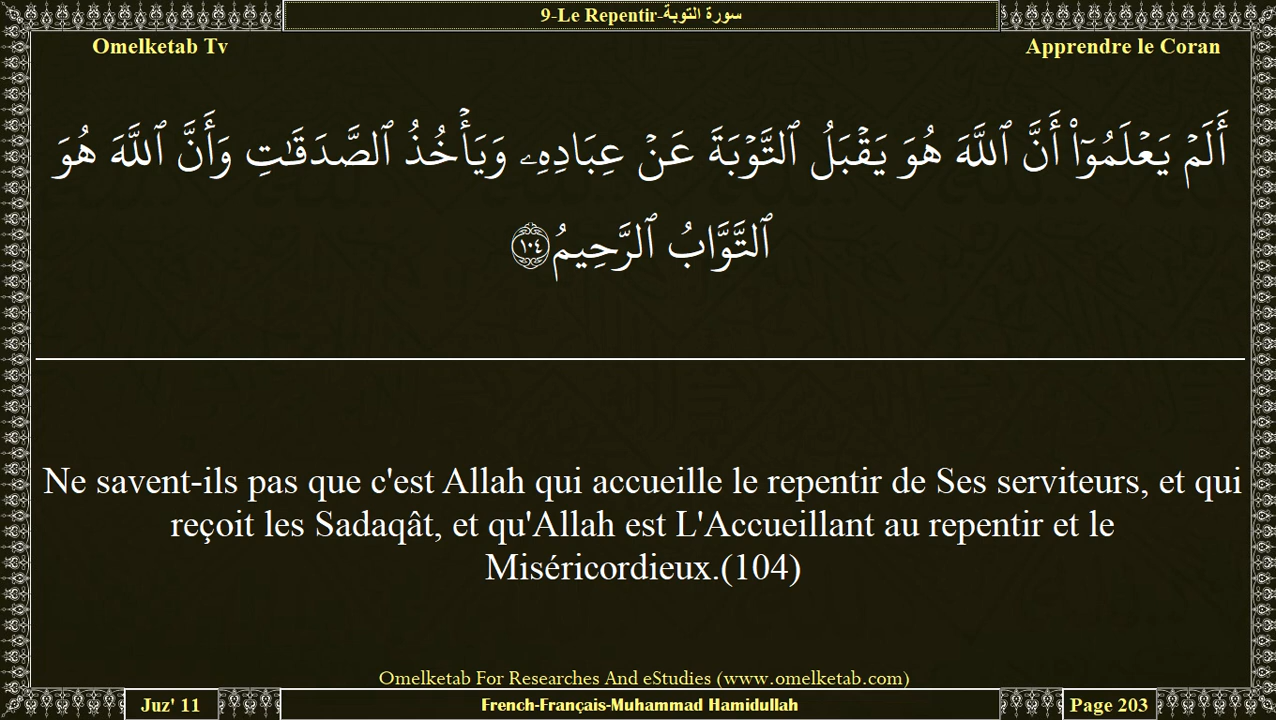 9-Le Repentir-سورة التوبة
Omelketab Tv
Apprendre le Coran
أَلَمۡ يَعۡلَمُوٓاْ أَنَّ ٱللَّهَ هُوَ يَقۡبَلُ ٱلتَّوۡبَةَ عَنۡ عِبَادِهِۦ وَيَأۡخُذُ ٱلصَّدَقَٰتِ وَأَنَّ ٱللَّهَ هُوَ
ٱلتَّوَّابُ ٱلرَّحِيمُ ١٠٤
Ne savent-ils pas que c'est Allah qui accueille le repentir de Ses serviteurs, et qui
reçoit les Sadaqât, et qu'Allah est L'Accueillant au repentir et le
Miséricordieux.(104)
Omelketab For Researches And eStudies (www.omelketab.com)
Juz' 11
French-Français-Muhammad Hamidullah
Page 203